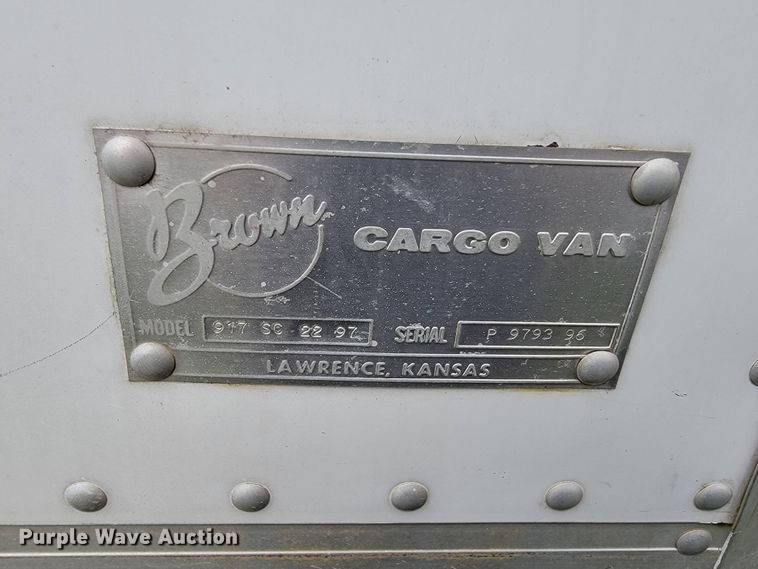 Brown CARGO VAN
MODEL 917 SC 22 97 SERIAL P 9793 96
LAWRENCE, KANSAS
Purple Wave Auction